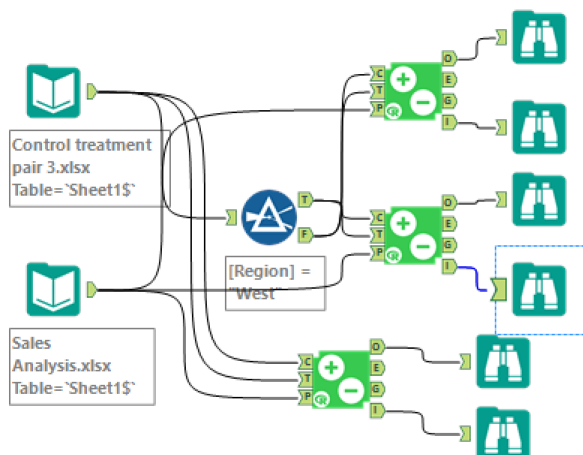 O
C
E
T
G
P
R
I
Control treatment
pair 3.xlsx
Table=`Sheet1$`
T
F
O
C
E
T
G
P
R
I
[Region] =
"West"
Sales
Analysis.xlsx
Table=`Sheet1$`
O
C
E
T
G
P
R
I